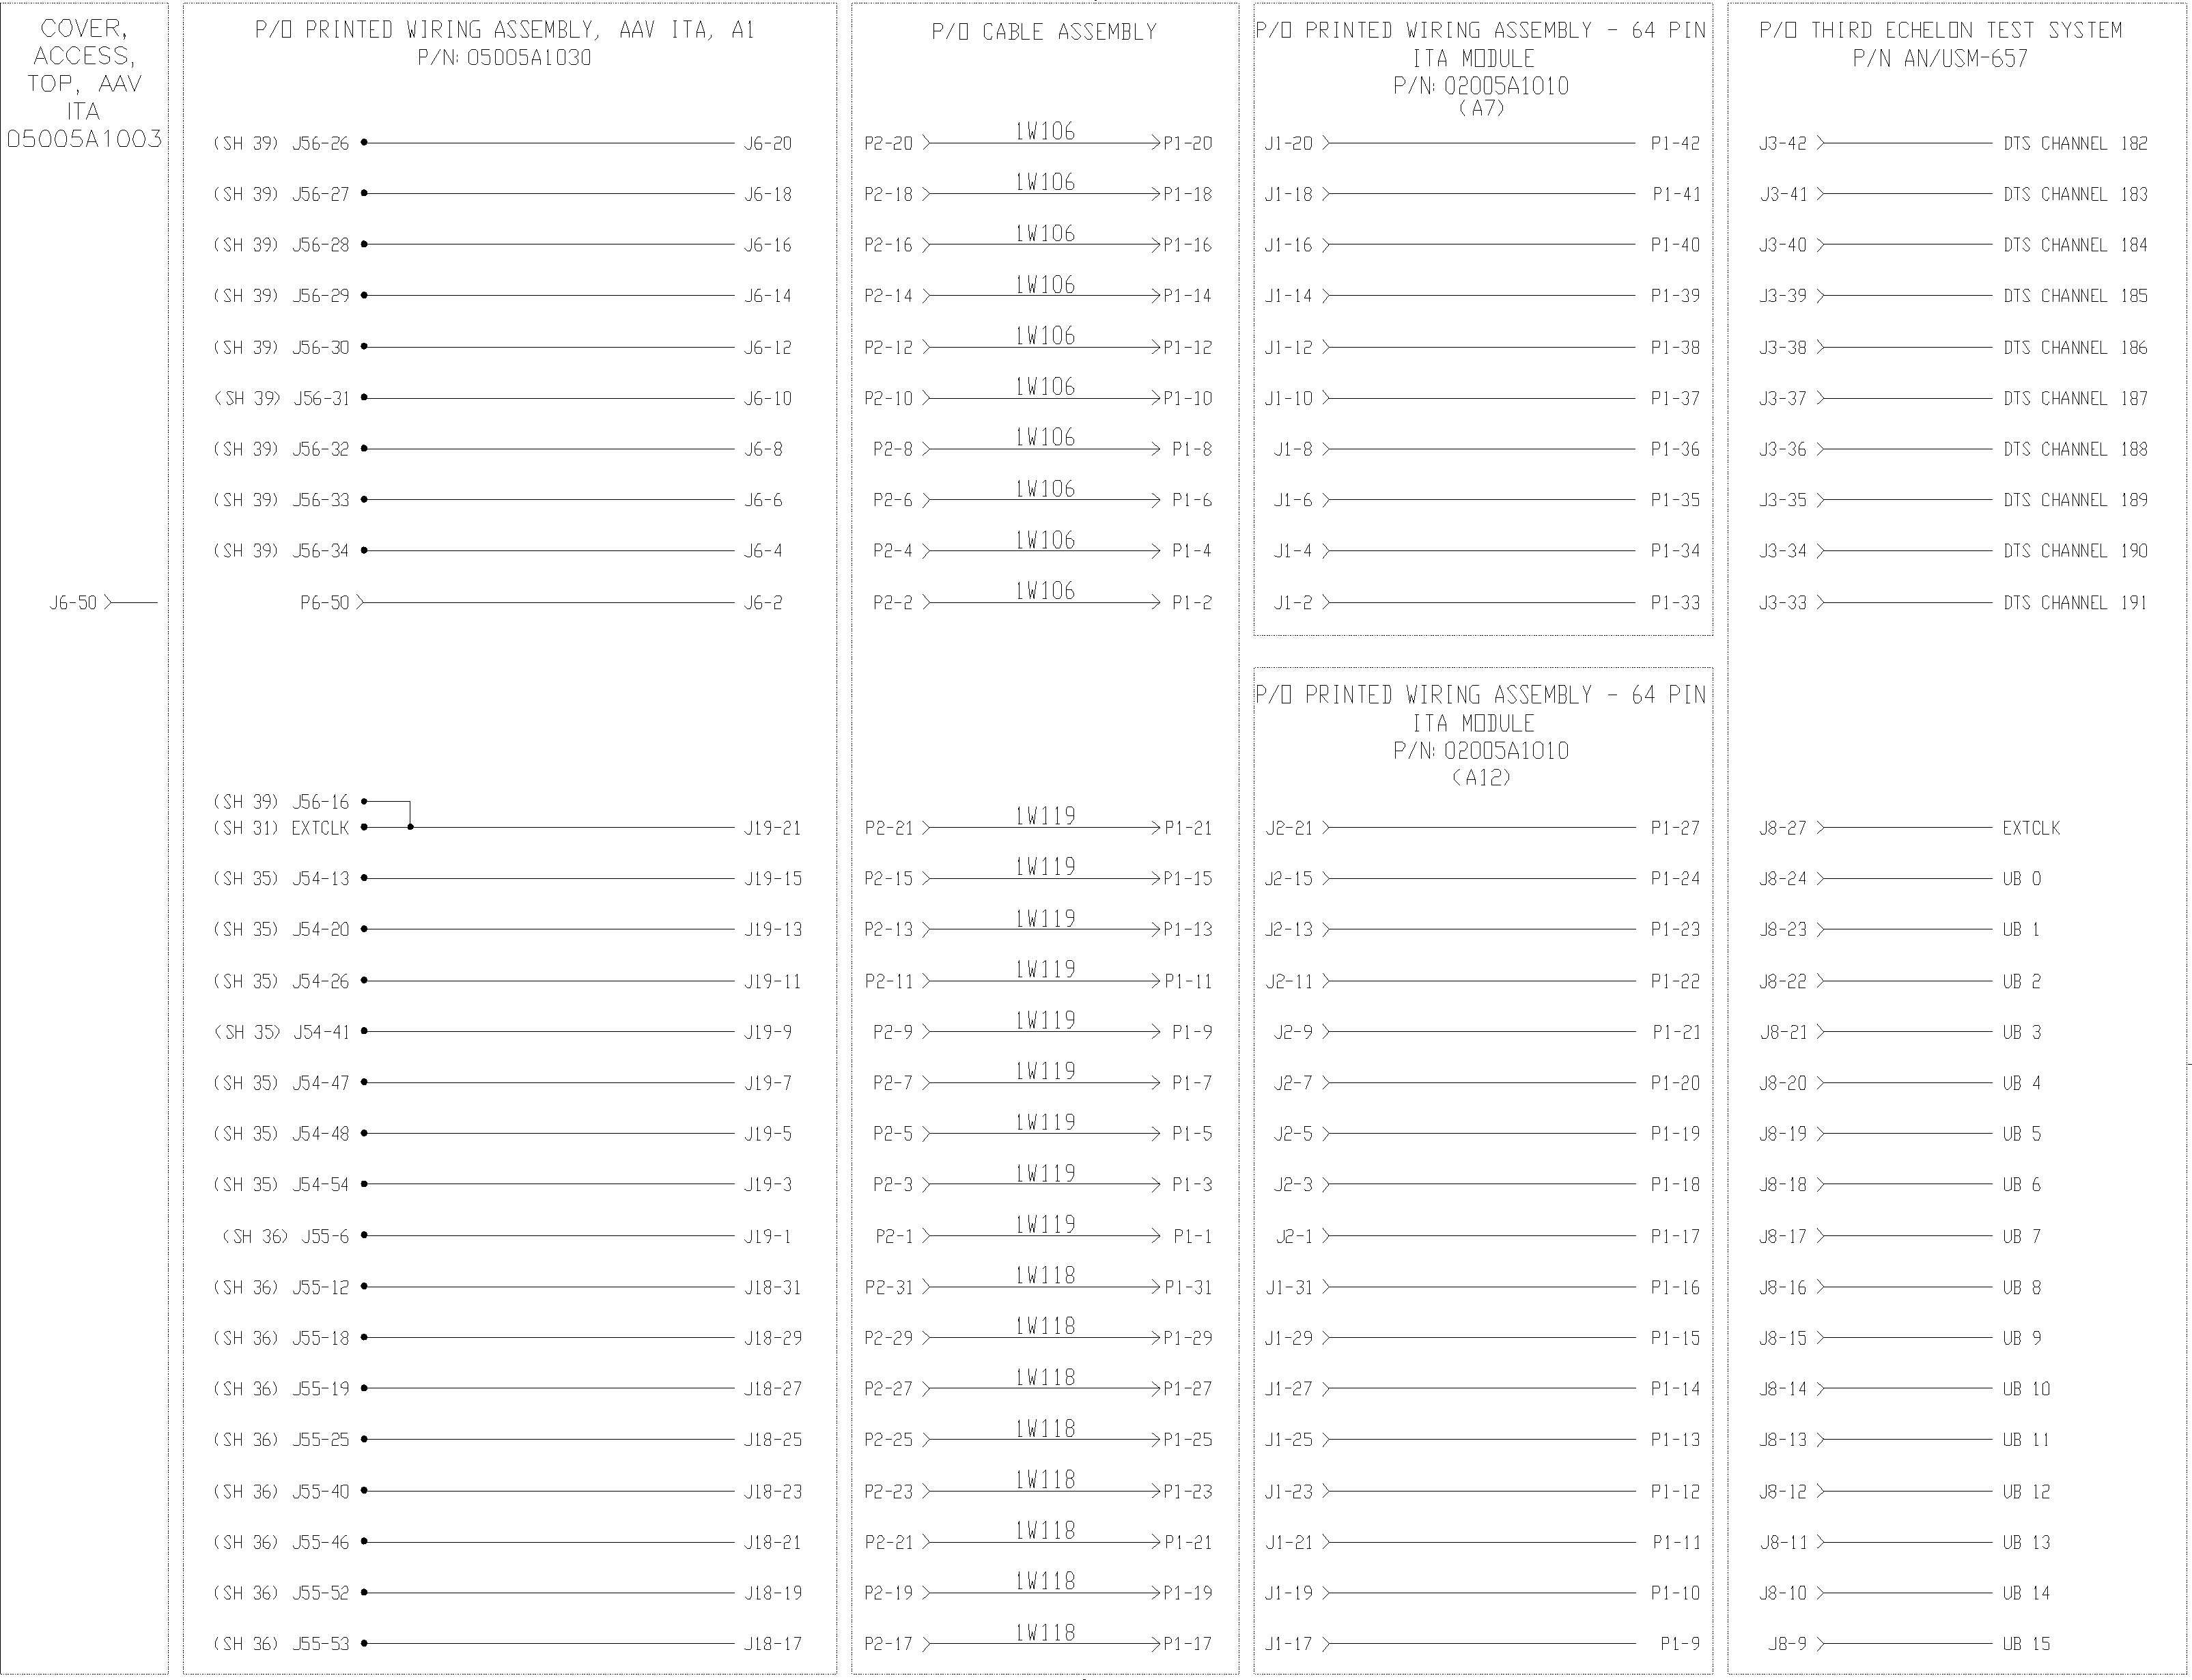 COVER,
ACCESS,
TOP, AAV
ITA
05005A1003
P/O PRINTED WIRING ASSEMBLY, AAV ITA, A1
P/N: 05005A1030
P/O CABLE ASSEMBLY
P/O PRINTED WIRING ASSEMBLY - 64 PIN
ITA MODULE
P/N: 02005A1010
(A7)
P/O THIRD ECHELON TEST SYSTEM
P/N AN/USM-657
(SH 39) J56-26 J6-20 P2-20 1W106 P1-20 J1-20 P1-42 J3-42 DTS CHANNEL 182
(SH 39) J56-27 J6-18 P2-18 1W106 P1-18 J1-18 P1-41 J3-41 DTS CHANNEL 183
(SH 39) J56-28 J6-16 P2-16 1W106 P1-16 J1-16 P1-40 J3-40 DTS CHANNEL 184
(SH 39) J56-29 J6-14 P2-14 1W106 P1-14 J1-14 P1-39 J3-39 DTS CHANNEL 185
(SH 39) J56-30 J6-12 P2-12 1W106 P1-12 J1-12 P1-38 J3-38 DTS CHANNEL 186
(SH 39) J56-31 J6-10 P2-10 1W106 P1-10 J1-10 P1-37 J3-37 DTS CHANNEL 187
(SH 39) J56-32 J6-8 P2-8 1W106 P1-8 J1-8 P1-36 J3-36 DTS CHANNEL 188
(SH 39) J56-33 J6-6 P2-6 1W106 P1-6 J1-6 P1-35 J3-35 DTS CHANNEL 189
(SH 39) J56-34 J6-4 P2-4 1W106 P1-4 J1-4 P1-34 J3-34 DTS CHANNEL 190
J6-50 P6-50 J6-2 P2-2 1W106 P1-2 J1-2 P1-33 J3-33 DTS CHANNEL 191
P/O PRINTED WIRING ASSEMBLY - 64 PIN
ITA MODULE
P/N: 02005A1010
(A12)
(SH 39) J56-16
(SH 31) EXTCLK J19-21 P2-21 1W119 P1-21 J2-21 P1-27 J8-27 EXTCLK
(SH 35) J54-13 J19-15 P2-15 1W119 P1-15 J2-15 P1-24 J8-24 UB 0
(SH 35) J54-20 J19-13 P2-13 1W119 P1-13 J2-13 P1-23 J8-23 UB 1
(SH 35) J54-26 J19-11 P2-11 1W119 P1-11 J2-11 P1-22 J8-22 UB 2
(SH 35) J54-41 J19-9 P2-9 1W119 P1-9 J2-9 P1-21 J8-21 UB 3
(SH 35) J54-47 J19-7 P2-7 1W119 P1-7 J2-7 P1-20 J8-20 UB 4
(SH 35) J54-48 J19-5 P2-5 1W119 P1-5 J2-5 P1-19 J8-19 UB 5
(SH 35) J54-54 J19-3 P2-3 1W119 P1-3 J2-3 P1-18 J8-18 UB 6
(SH 36) J55-6 J19-1 P2-1 1W119 P1-1 J2-1 P1-17 J8-17 UB 7
(SH 36) J55-12 J18-31 P2-31 1W118 P1-31 J1-31 P1-16 J8-16 UB 8
(SH 36) J55-18 J18-29 P2-29 1W118 P1-29 J1-29 P1-15 J8-15 UB 9
(SH 36) J55-19 J18-27 P2-27 1W118 P1-27 J1-27 P1-14 J8-14 UB 10
(SH 36) J55-25 J18-25 P2-25 1W118 P1-25 J1-25 P1-13 J8-13 UB 11
(SH 36) J55-40 J18-23 P2-23 1W118 P1-23 J1-23 P1-12 J8-12 UB 12
(SH 36) J55-46 J18-21 P2-21 1W118 P1-21 J1-21 P1-11 J8-11 UB 13
(SH 36) J55-52 J18-19 P2-19 1W118 P1-19 J1-19 P1-10 J8-10 UB 14
(SH 36) J55-53 J18-17 P2-17 1W118 P1-17 J1-17 P1-9 J8-9 UB 15